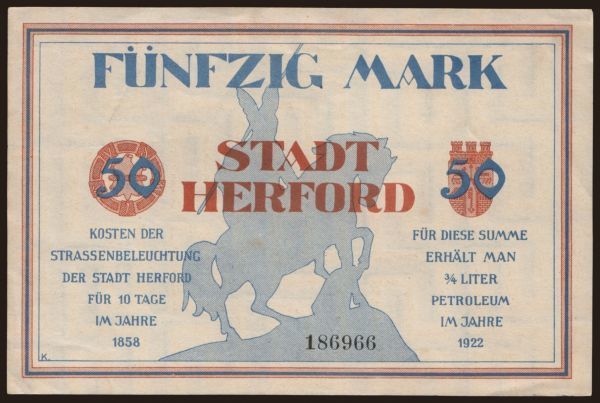 FÜNFZIG MARK
STADT
HERFORD
50
50
KOSTEN DER
STRASSENBELEUCHTUNG
DER STADT HERFORD
FÜR 10 TAGE
IM JAHRE
1858
FÜR DIESE SUMME
ERHÄLT MAN
¾ LITER
PETROLEUM
IM JAHRE
1922
186966
K.